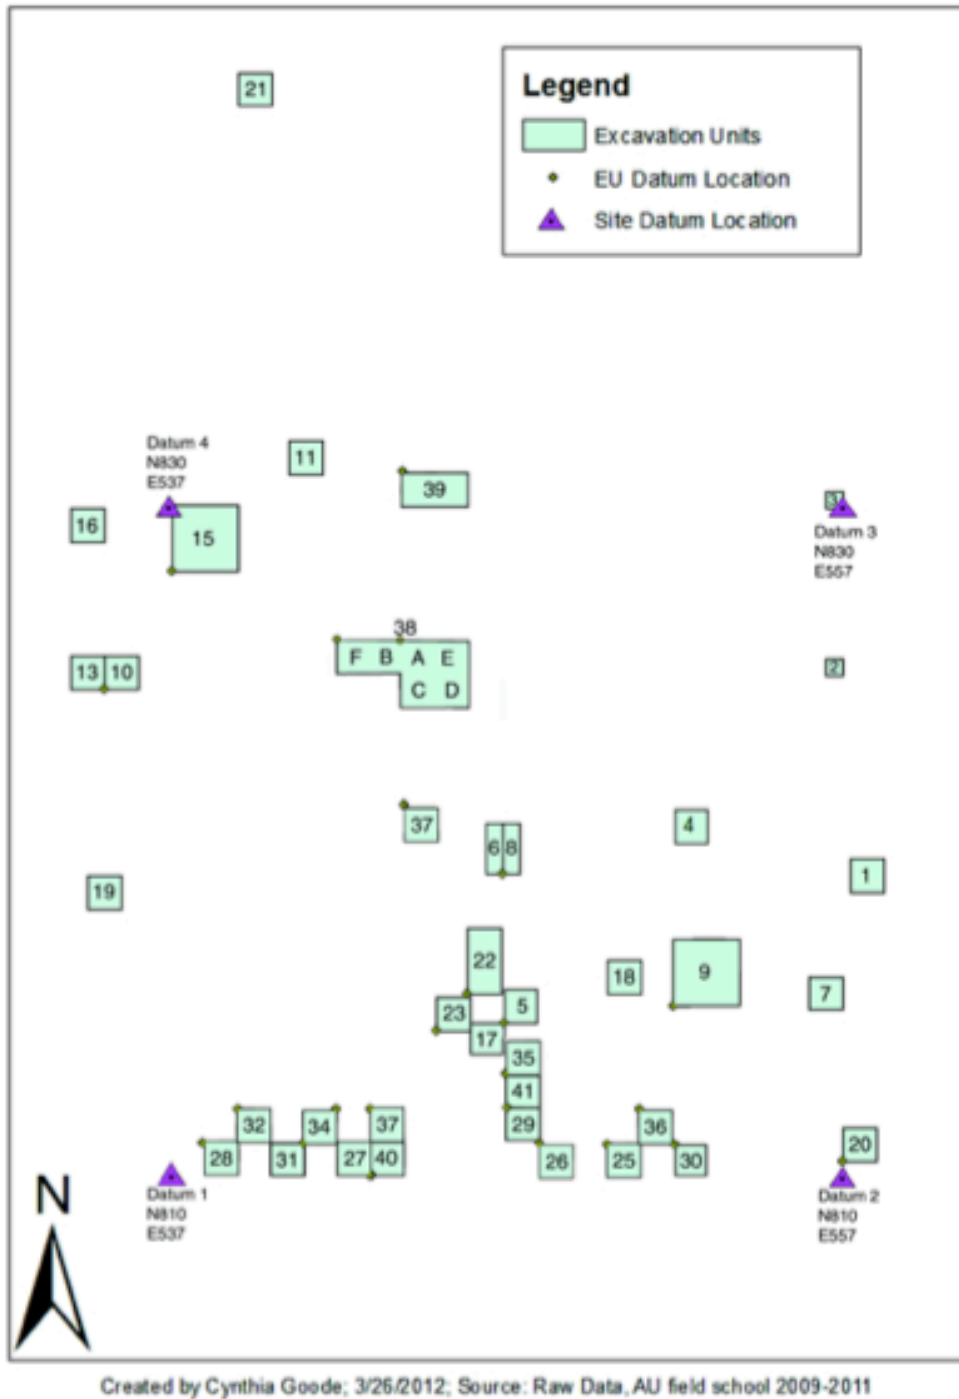 21
Legend
Excavation Units
EU Datum Location
Site Datum Location
Datum 4
N830
E537
11
39
16
15
3
Datum 3
N830
E557
38
F B A E
C D
13 10
2
37
6 8
4
1
19
22
18
9
7
23
5
17
35
41
29
32
34
37
36
20
28
31
27 40
26
25
30
N
Datum 1
N810
E537
Datum 2
N810
E557
Created by Cynthia Goode; 3/26/2012; Source: Raw Data, AU field school 2009-2011